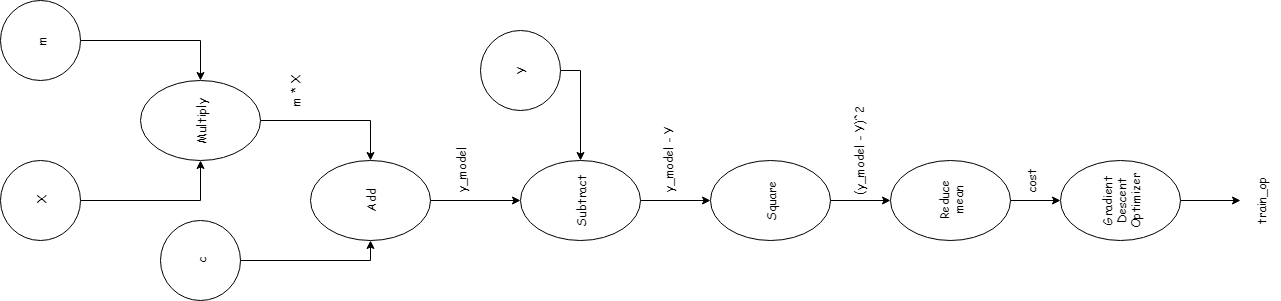 m
X
Multiply
m * X
c
Add
y_model
y
Subtract
y_model - y
Square
(y_model - y)^2
Reduce
mean
cost
Gradient
Descent
Optimizer
train_op